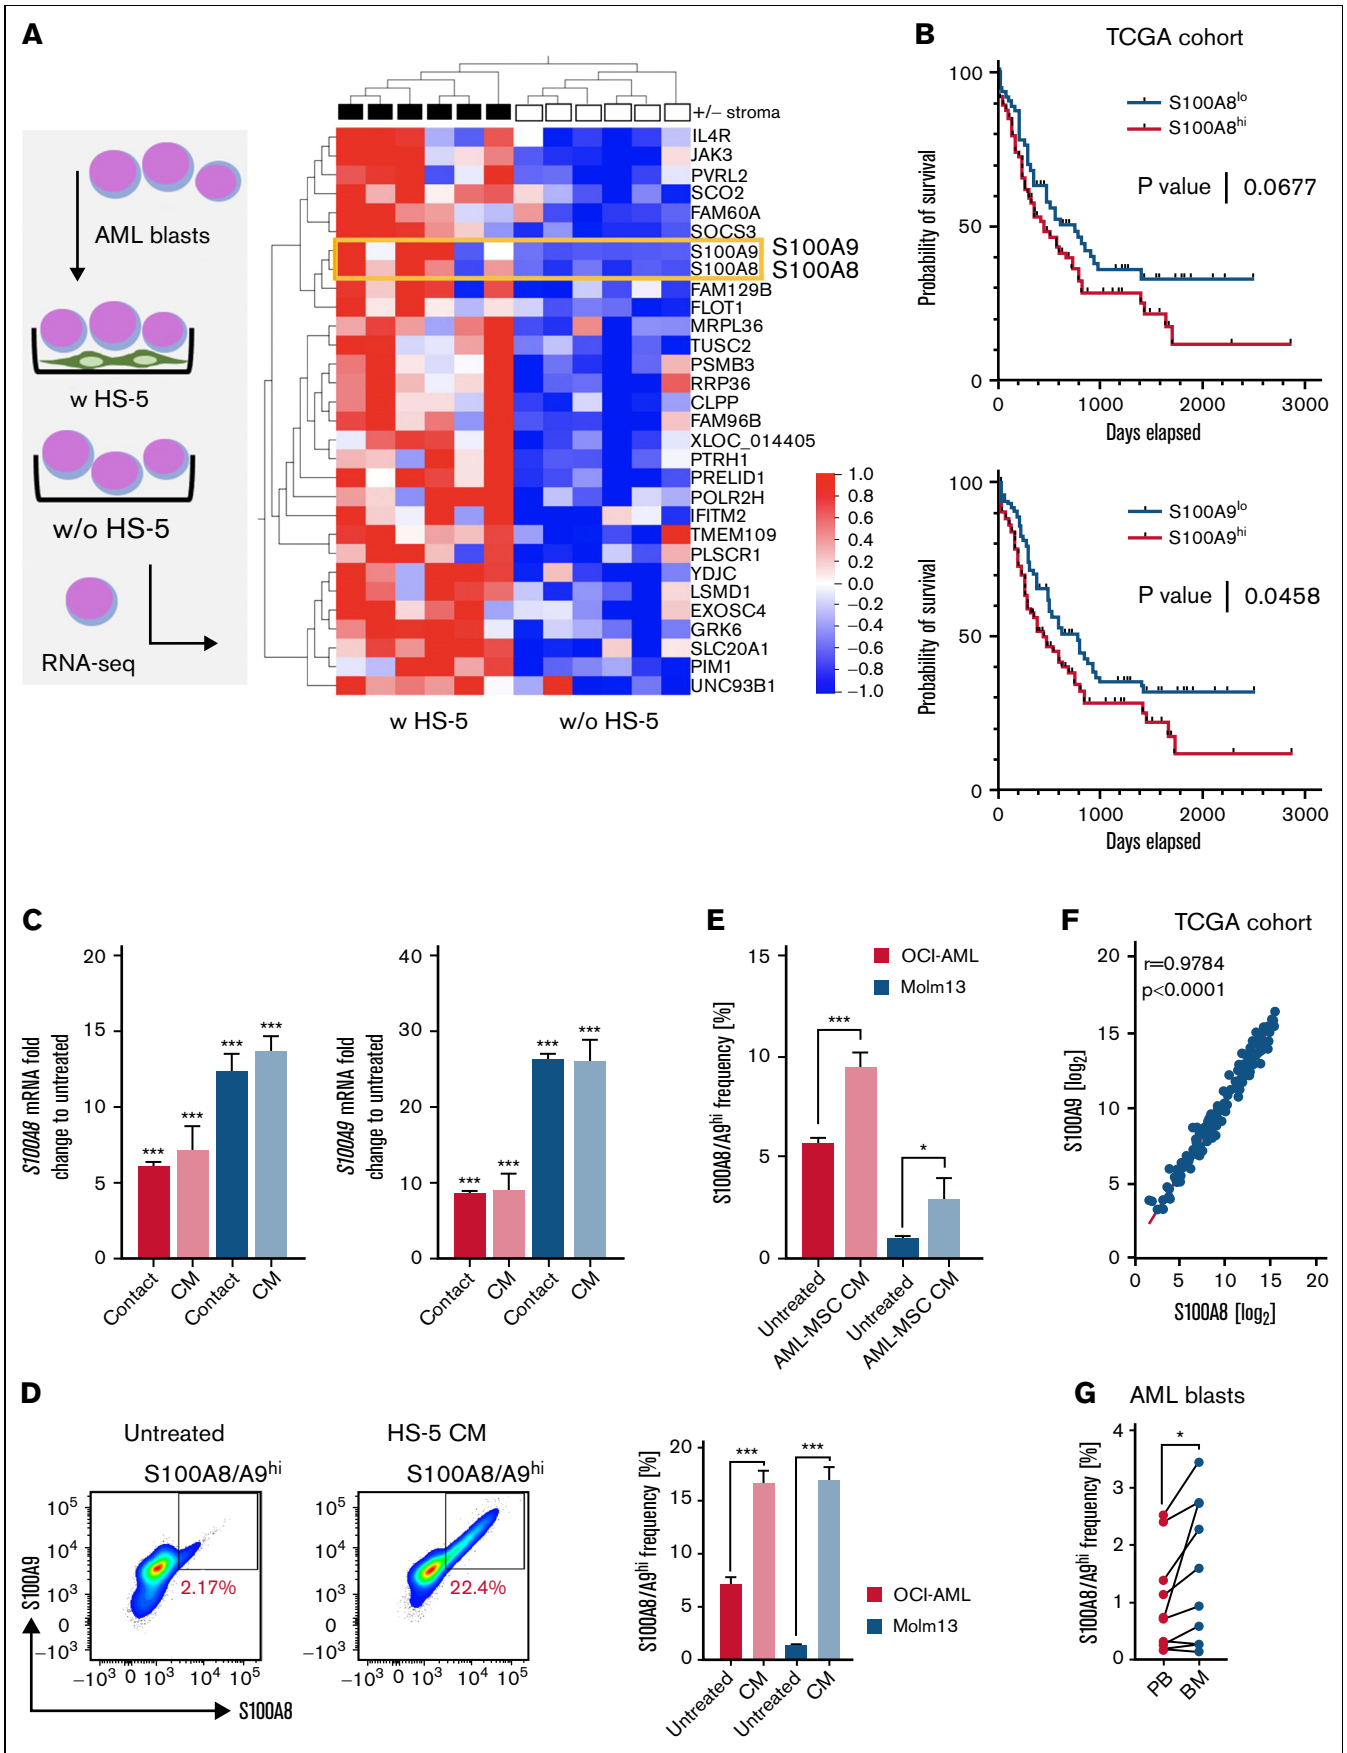 A
AML blasts
w HS-5
w/o HS-5
RNA-seq
+/− stroma
IL4R
JAK3
PVRL2
SCO2
FAM60A
SOCS3
S100A9
S100A8
S100A9
S100A8
FAM129B
FLOT1
MRPL36
TUSC2
PSMB3
RRP36
CLPP
FAM96B
XLOC_014405
PTRH1
PRELID1
POLR2H
IFITM2
TMEM109
PLSCR1
YDJC
LSMD1
EXOSC4
GRK6
SLC20A1
PIM1
UNC93B1
1.0
0.8
0.6
0.4
0.2
0.0
−0.2
−0.4
−0.6
−0.8
−1.0
w HS-5
w/o HS-5
B
TCGA cohort
Probability of survival
100
50
0
S100A8lo
S100A8hi
P value | 0.0677
0 1000 2000 3000
Days elapsed
Probability of survival
100
50
0
S100A9lo
S100A9hi
P value | 0.0458
0 1000 2000 3000
Days elapsed
C
S100A8 mRNA fold
change to untreated
20
15
10
5
0
*** *** *** ***
Contact CM Contact CM
S100A9 mRNA fold
change to untreated
40
30
20
10
0
*** *** *** ***
Contact CM Contact CM
E
S100A8/A9hi frequency [%]
15
10
5
0
OCI-AML
Molm13
***
*
Untreated
AML-MSC CM
Untreated
AML-MSC CM
F
TCGA cohort
r=0.9784
p<0.0001
S100A9 [log2]
20
15
10
5
0
0 5 10 15 20
S100A8 [log2]
D
Untreated
S100A8/A9hi
2.17%
HS-5 CM
S100A8/A9hi
22.4%
S100A9
10⁵
10⁴
10³
0
−10³
−10³ 0 10³ 10⁴ 10⁵
10⁵
10⁴
10³
0
−10³
−10³ 0 10³ 10⁴ 10⁵
S100A8
S100A8/A9hi frequency [%]
20
15
10
5
0
*** ***
OCI-AML
Molm13
Untreated CM Untreated CM
G
AML blasts
S100A8/A9hi frequency [%]
4
3
2
1
0
*
PB BM